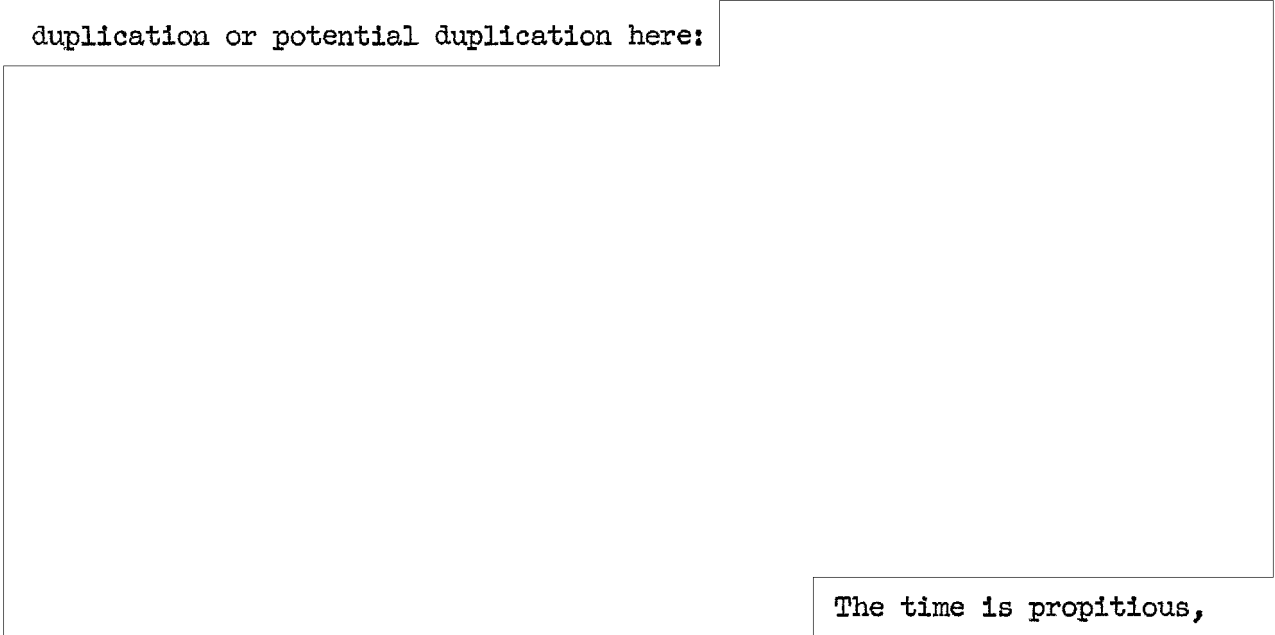 duplication or potential duplication here:
The time is propitious,